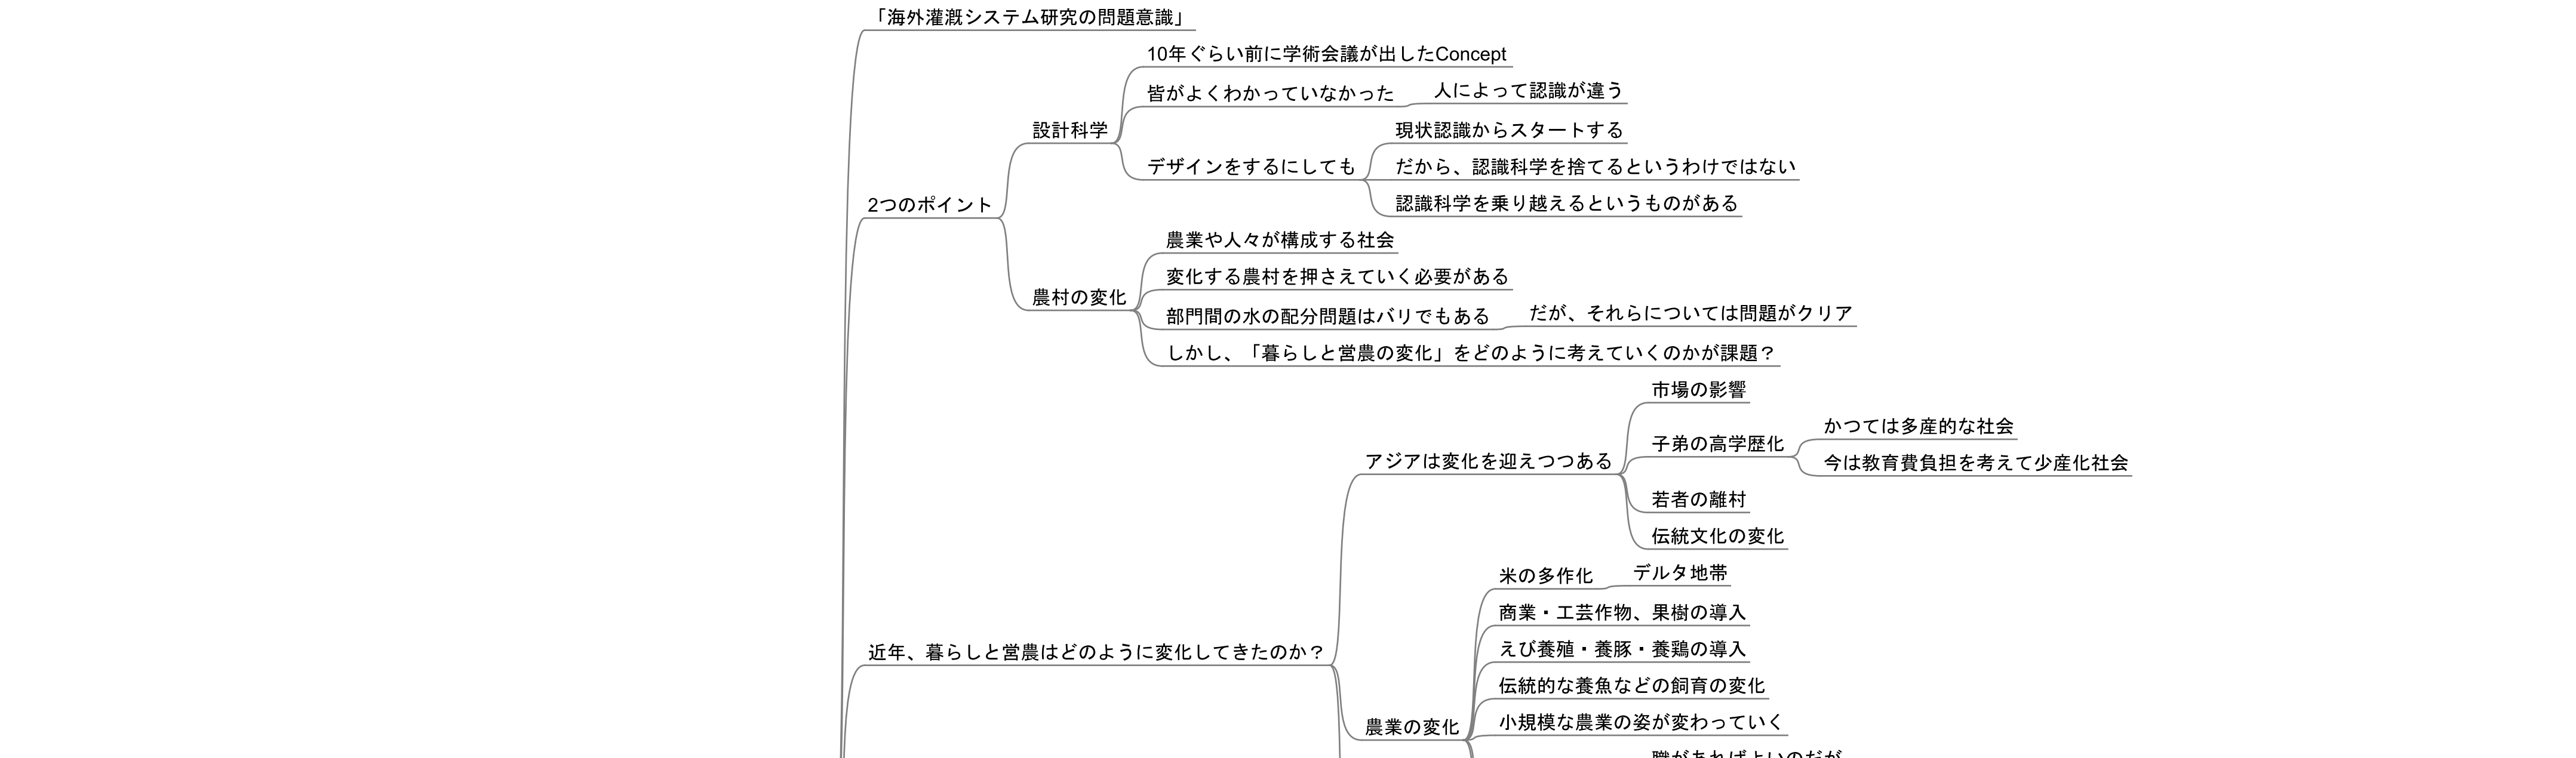 「海外灌漑システム研究の問題意識」
2つのポイント
設計科学
10年ぐらい前に学術会議が出したConcept
皆がよくわかっていなかった
人によって認識が違う
デザインをするにしても
現状認識からスタートする
だから、認識科学を捨てるというわけではない
認識科学を乗り越えるというものがある
農村の変化
農業や人々が構成する社会
変化する農村を押さえていく必要がある
部門間の水の配分問題はバリでもある
だが、それらについては問題がクリア
しかし、「暮らしと営農の変化」をどのように考えていくのかが課題？
近年、暮らしと営農はどのように変化してきたのか？
アジアは変化を迎えつつある
市場の影響
子弟の高学歴化
かつては多産的な社会
今は教育費負担を考えて少産化社会
若者の離村
伝統文化の変化
農業の変化
米の多作化
デルタ地帯
商業・工芸作物、果樹の導入
えび養殖・養豚・養鶏の導入
伝統的な養魚などの飼育の変化
小規模な農業の姿が変わっていく
職があればよいのだが